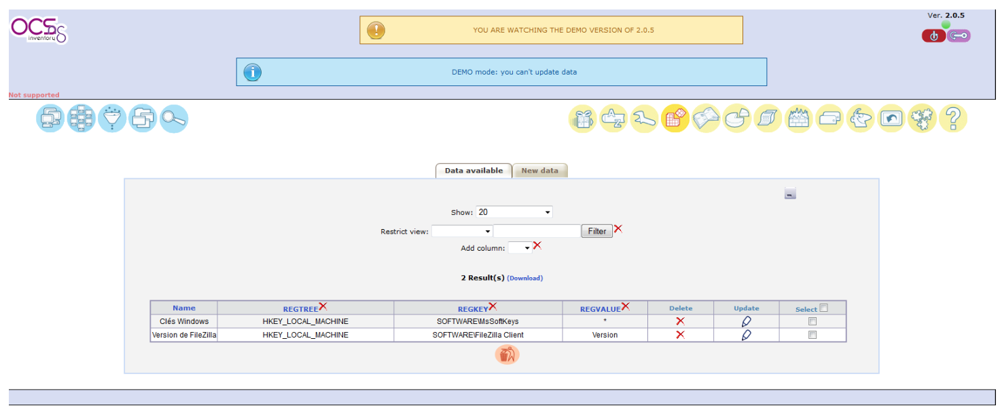 OCSng
inventory
YOU ARE WATCHING THE DEMO VERSION OF 2.0.5
Ver. 2.0.5
DEMO mode: you can't update data
Not supported
Data available New data
Show: 20
Restrict view: Filter
Add column:
2 Result(s) (Download)
Name REGTREE REGKEY REGVALUE Delete Update Select
Clés Windows HKEY_LOCAL_MACHINE SOFTWARE\MsSoftKeys *
Version de FileZilla HKEY_LOCAL_MACHINE SOFTWARE\FileZilla Client Version